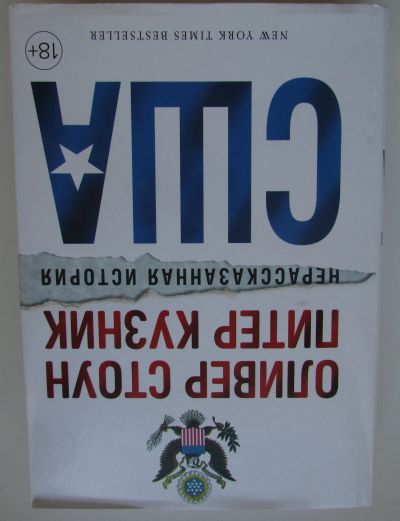 ОЛИВЕР СТОУН
ПИТЕР КУЗНИК
НЕРАССКАЗАННАЯ ИСТОРИЯ
США
18+
NEW YORK TIMES BESTSELLER